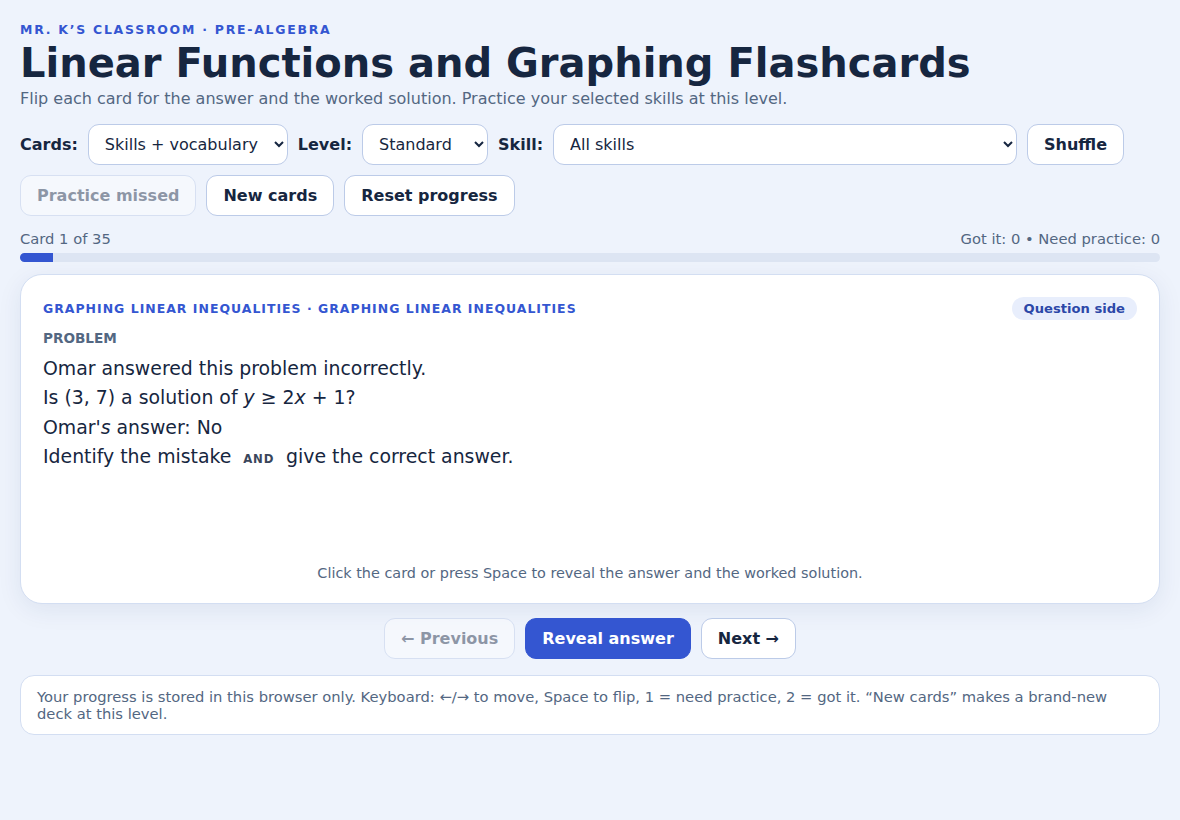 MR. K’S CLASSROOM · PRE-ALGEBRA
Linear Functions and Graphing Flashcards
Flip each card for the answer and the worked solution. Practice your selected skills at this level.
Cards: Skills + vocabulary Level: Standard Skill: All skills Shuffle
Practice missed New cards Reset progress
Card 1 of 35 Got it: 0 • Need practice: 0
GRAPHING LINEAR INEQUALITIES · GRAPHING LINEAR INEQUALITIES Question side
PROBLEM
Omar answered this problem incorrectly.
Is (3, 7) a solution of y ≥ 2x + 1?
Omar's answer: No
Identify the mistake AND give the correct answer.
Click the card or press Space to reveal the answer and the worked solution.
← Previous Reveal answer Next →
Your progress is stored in this browser only. Keyboard: ←/→ to move, Space to flip, 1 = need practice, 2 = got it. “New cards” makes a brand-new
deck at this level.